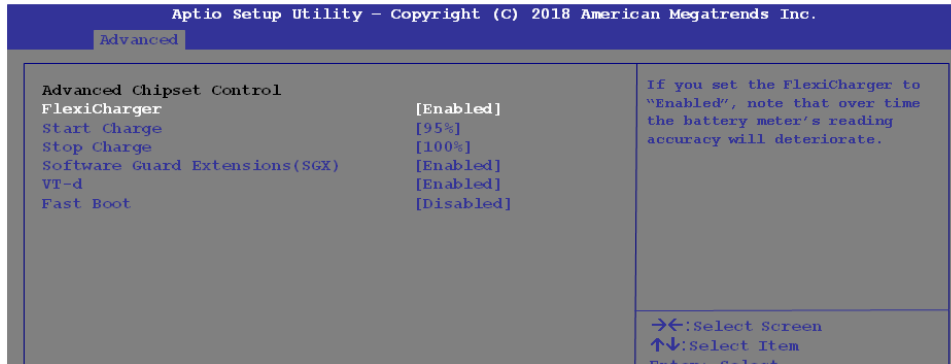 Aptio Setup Utility – Copyright (C) 2018 American Megatrends Inc.
Advanced
Advanced Chipset Control
FlexiCharger [Enabled]
Start Charge [95%]
Stop Charge [100%]
Software Guard Extensions(SGX) [Enabled]
VT-d [Enabled]
Fast Boot [Disabled]
If you set the FlexiCharger to
“Enabled”, note that over time
the battery meter’s reading
accuracy will deteriorate.
→←:Select Screen
↑↓:Select Item
Enter: Select